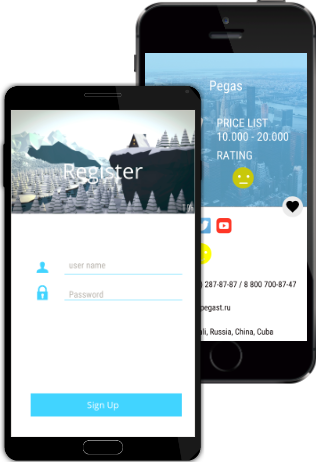 Register
user name
Password
Sign Up
Pegas
PRICE LIST
10.000 - 20.000
RATING
287-87-87 / 8 800 700-87-47
pegast.ru
Russia, China, Cuba